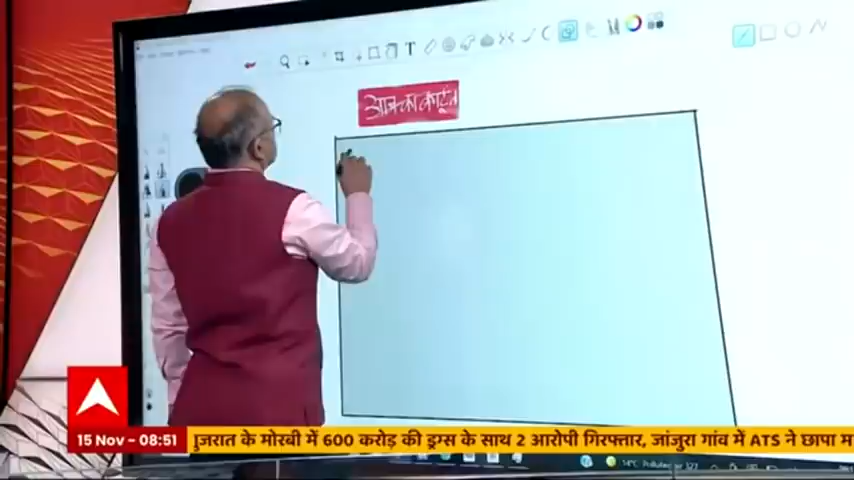 T
आज का कार्टून
15 Nov - 08:51 गुजरात के मोरबी में 600 करोड़ की ड्रग्स के साथ 2 आरोपी गिरफ्तार, जांजुरा गांव में ATS ने छापा